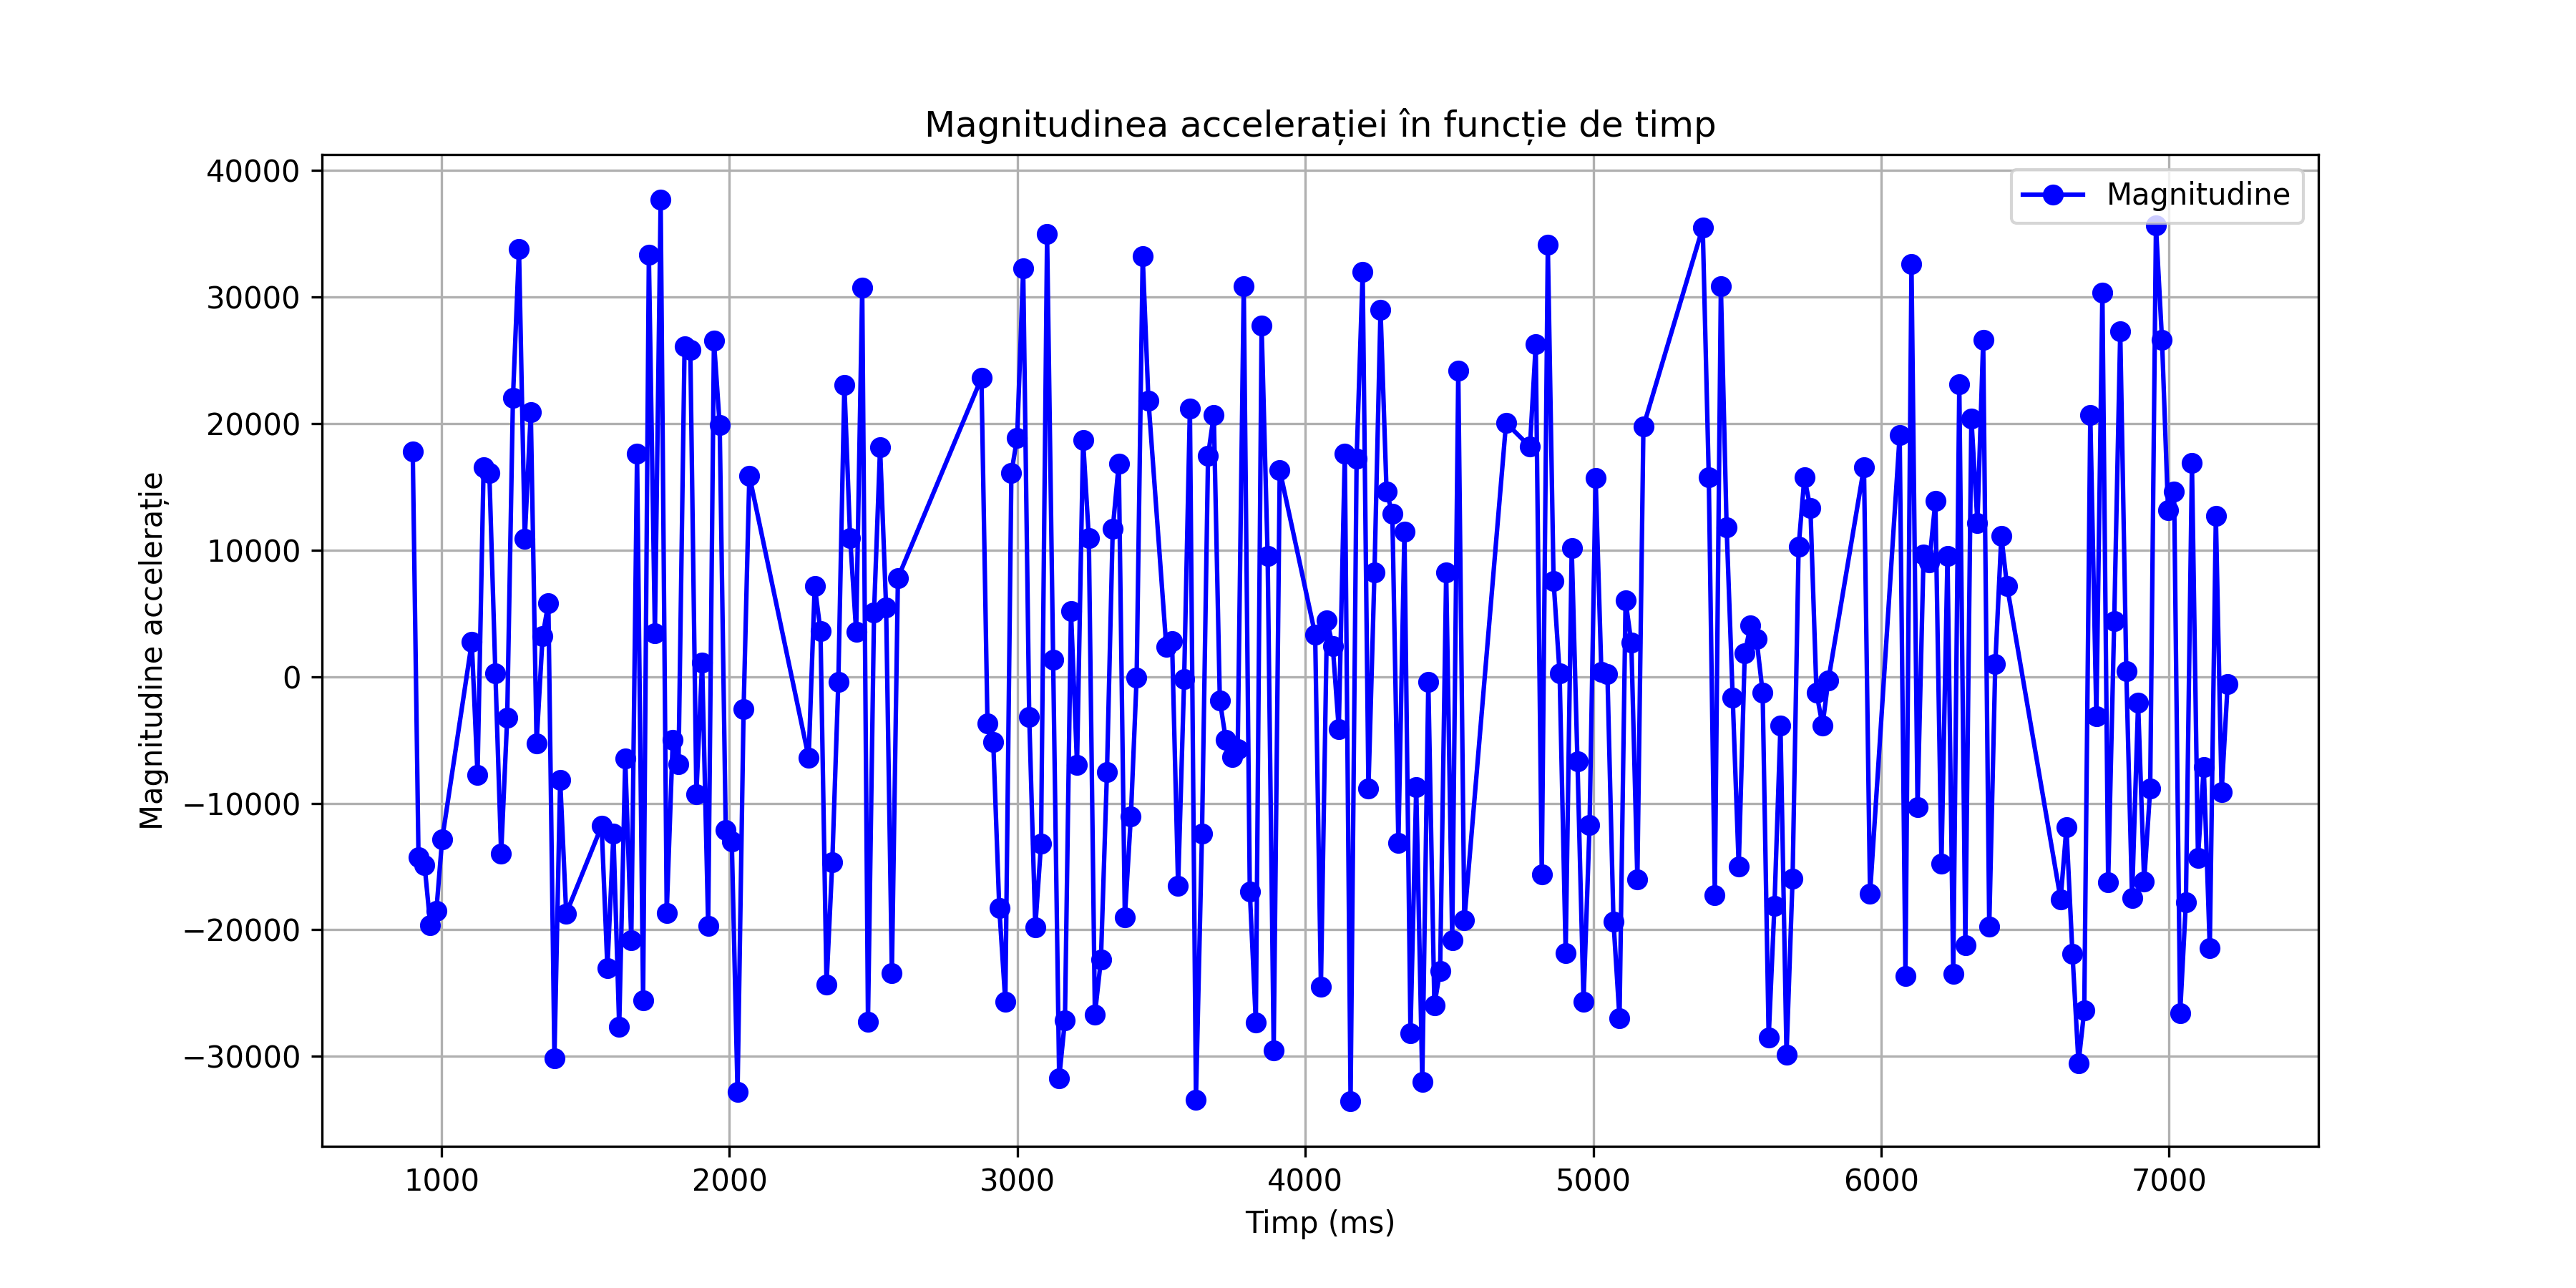 Magnitudinea accelerației în funcție de timp
Magnitudine
40000
30000
20000
10000
0
−10000
−20000
−30000
Magnitudine accelerație
1000 2000 3000 4000 5000 6000 7000
Timp (ms)